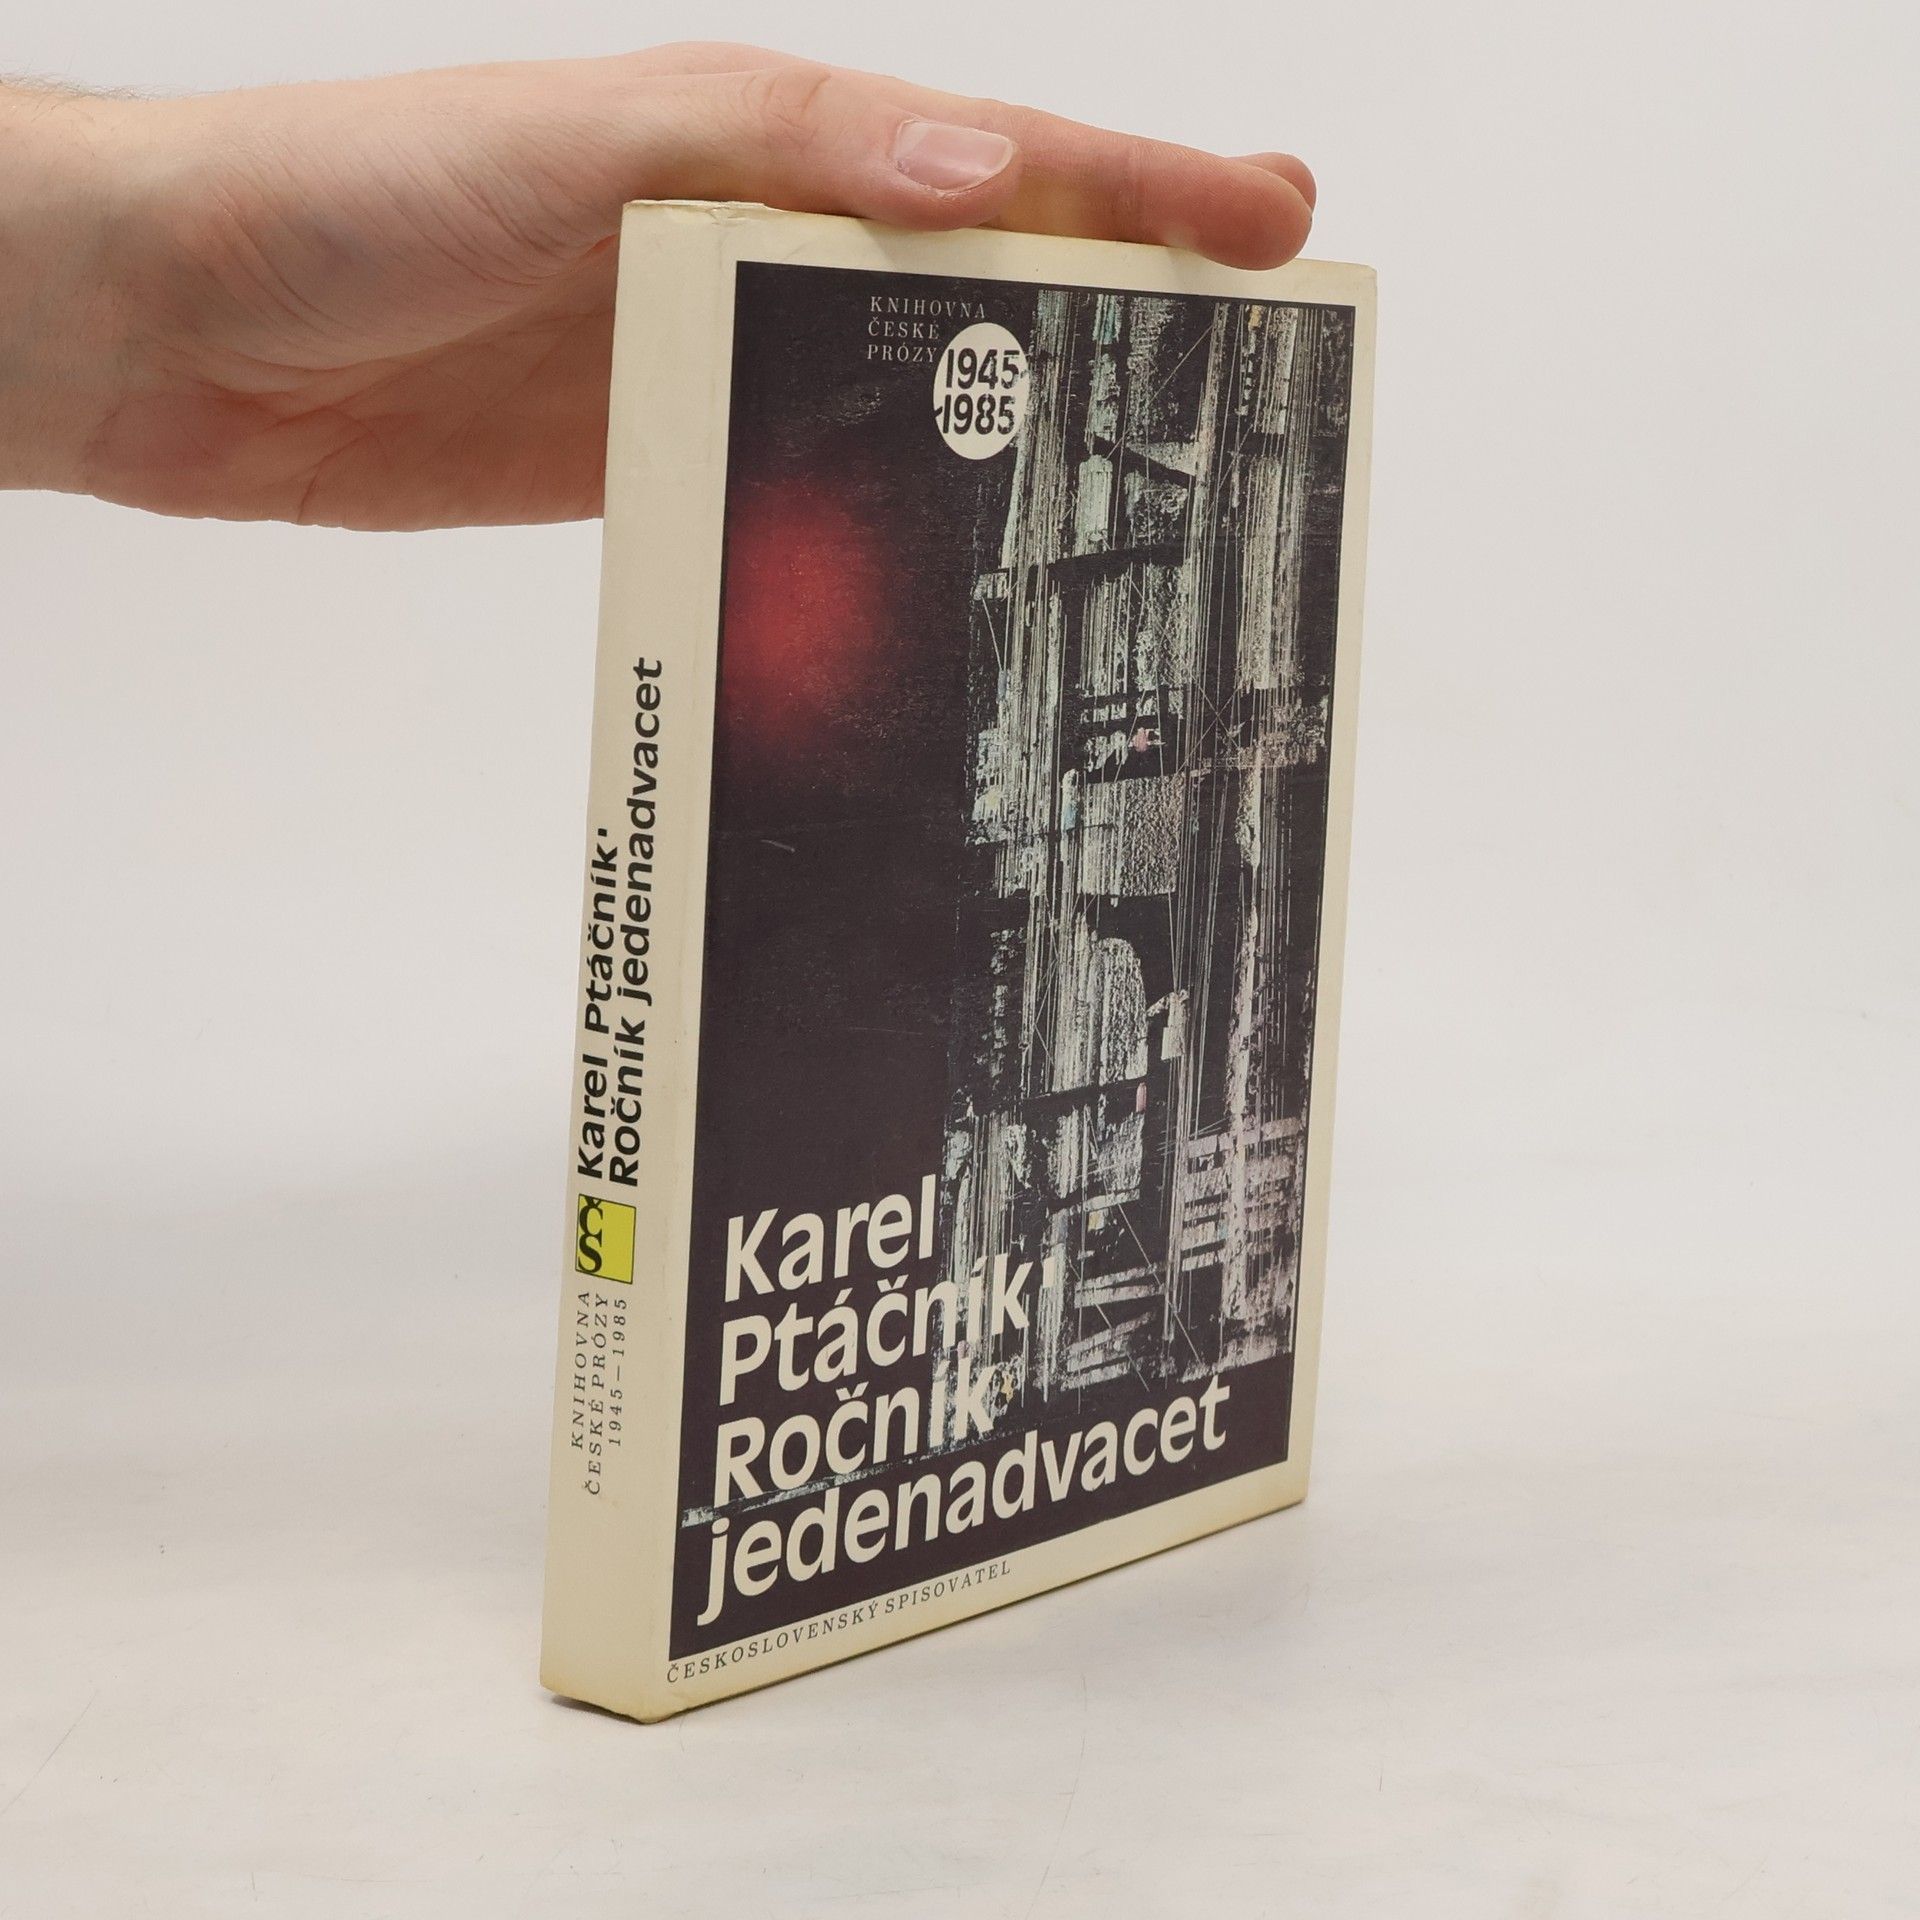 KNIHOVNA
ČESKÉ
PRÓZY
1945
-1985
Karel
Ptáčník·
Ročník
jedenadvacet
ČESKOSLOVENSKÝ SPISOVATEL
Karel Ptáčník·
Ročník jedenadvacet
ČS
KNIHOVNA
ČESKÉ PRÓZY
1945—1985